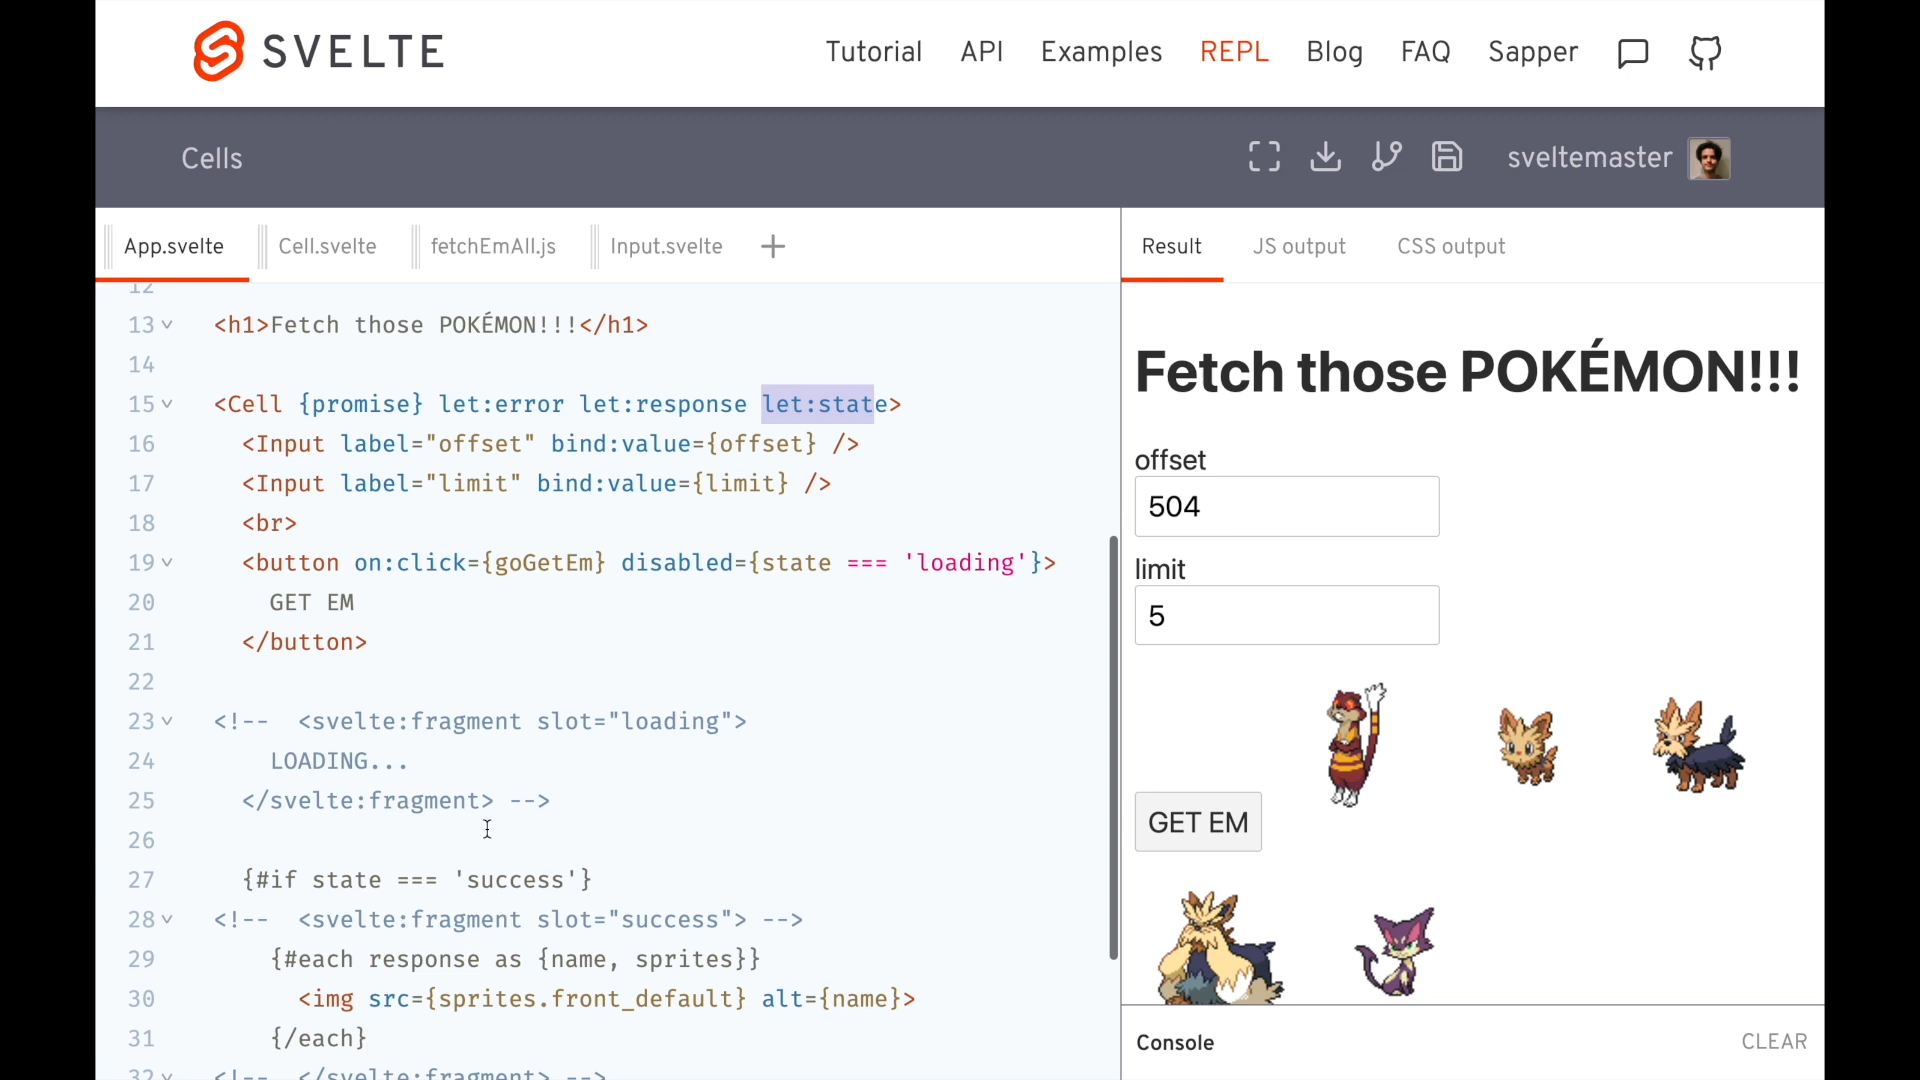 SVELTE
Tutorial API Examples REPL Blog FAQ Sapper
Cells
sveltemaster
App.svelte Cell.svelte fetchEmAll.js Input.svelte +
Result JS output CSS output
12
13 <h1>Fetch those POKÉMON!!!</h1>
14
15 <Cell {promise} let:error let:response let:state>
16 <Input label="offset" bind:value={offset} />
17 <Input label="limit" bind:value={limit} />
18 <br>
19 <button on:click={goGetEm} disabled={state === 'loading'}>
20 GET EM
21 </button>
22
23 <!-- <svelte:fragment slot="loading">
24 LOADING...
25 </svelte:fragment> -->
26
27 {#if state === 'success'}
28 <!-- <svelte:fragment slot="success"> -->
29 {#each response as {name, sprites}}
30 <img src={sprites.front_default} alt={name}>
31 {/each}
32 <!-- </svelte:fragment> -->
Fetch those POKÉMON!!!
offset
504
limit
5
GET EM
Console CLEAR